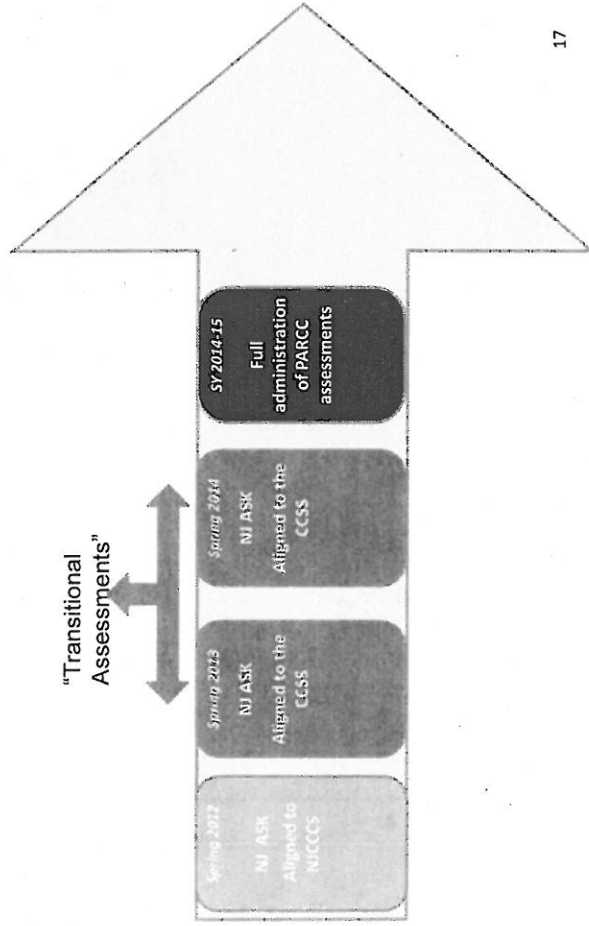 "Transitional
Assessments"
Spring 2012
NJ ASK
Aligned to
NJCCCS
Spring 2013
NJ ASK
Aligned to the
CCSS
Spring 2014
NJ ASK
Aligned to the
CCSS
SY 2014-15
Full
administration
of PARCC
assessments
17